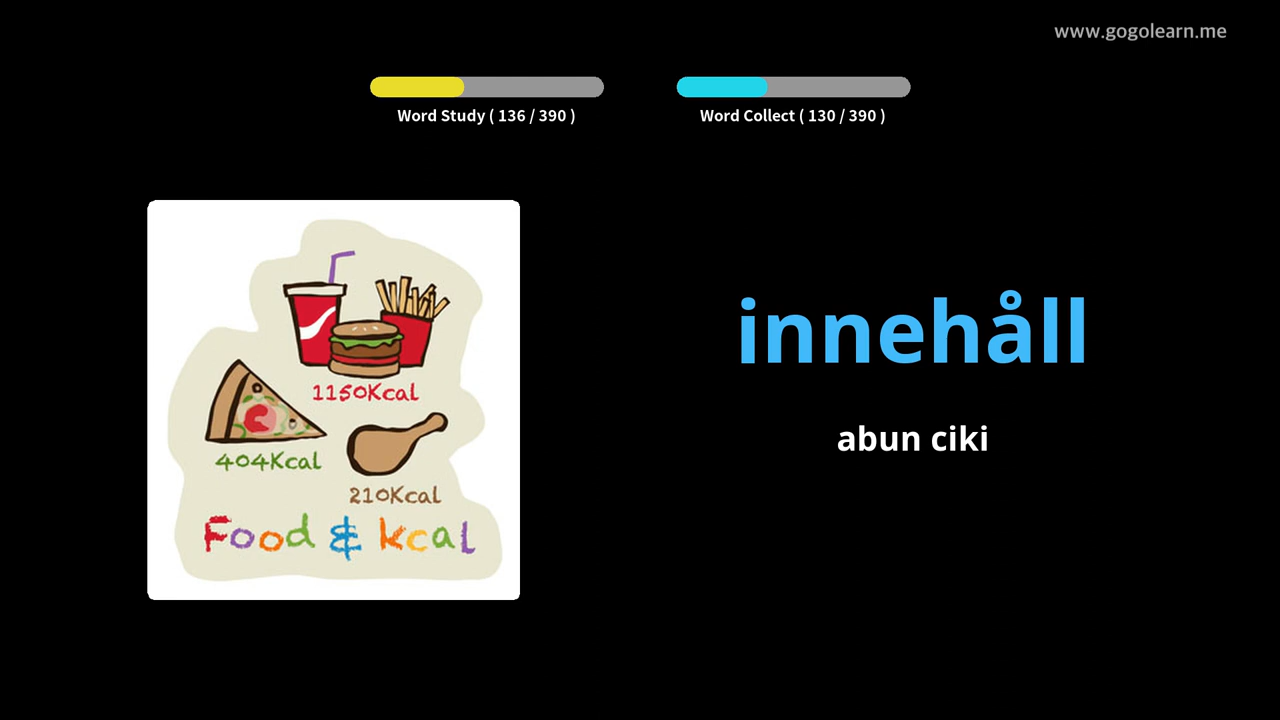 www.gogolearn.me
Word Study ( 136 / 390 )
Word Collect ( 130 / 390 )
1150Kcal
404Kcal
210Kcal
Food & kcal
innehåll
abun ciki